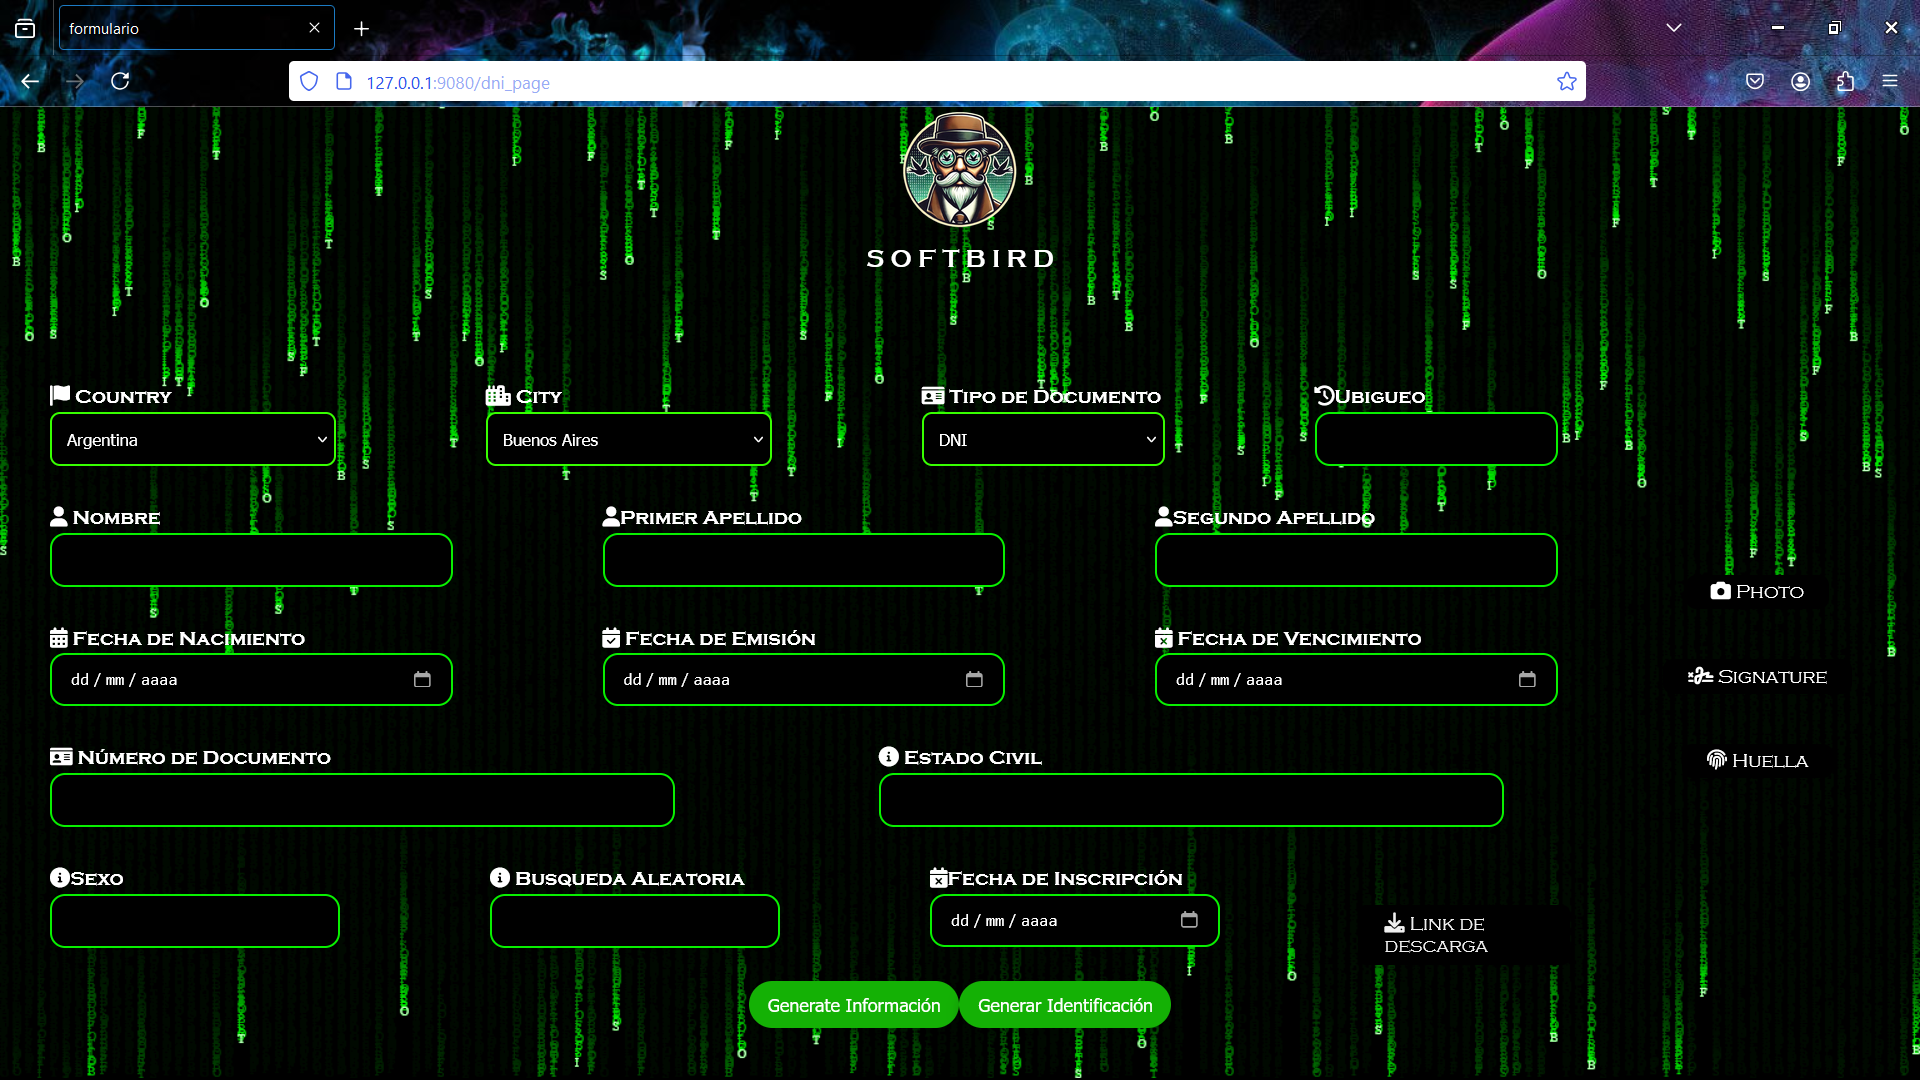 formulario
127.0.0.1:9080/dni_page
SOFTBIRD
Country
City
Tipo de Documento
Ubigueo
Argentina
Buenos Aires
DNI
Nombre
Primer Apellido
Segundo Apellido
Photo
Fecha de Nacimiento
Fecha de Emisión
Fecha de Vencimiento
dd / mm / aaaa
dd / mm / aaaa
dd / mm / aaaa
Signature
Número de Documento
Estado Civil
Huella
Sexo
Busqueda Aleatoria
Fecha de Inscripción
dd / mm / aaaa
Link de
descarga
Generate Información
Generar Identificación